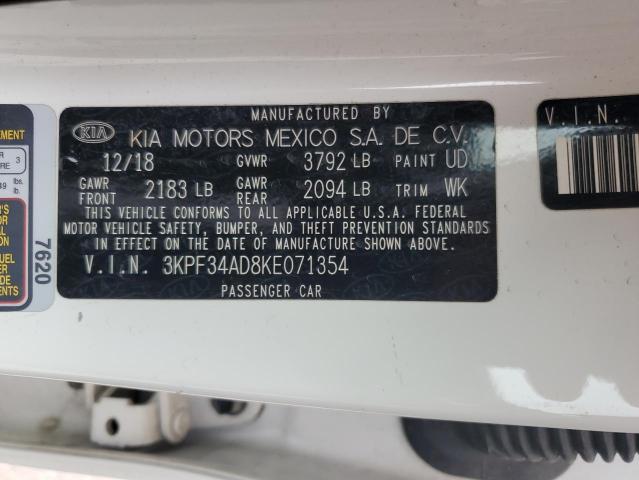 MANUFACTURED BY
KIA KIA MOTORS MEXICO S.A. DE C.V.
12/18 GVWR 3792 LB PAINT UD
GAWR FRONT 2183 LB GAWR REAR 2094 LB TRIM WK
THIS VEHICLE CONFORMS TO ALL APPLICABLE U.S.A. FEDERAL
MOTOR VEHICLE SAFETY, BUMPER, AND THEFT PREVENTION STANDARDS
IN EFFECT ON THE DATE OF MANUFACTURE SHOWN ABOVE.
V.I.N. 3KPF34AD8KE071354
PASSENGER CAR
7620
V.I.N.